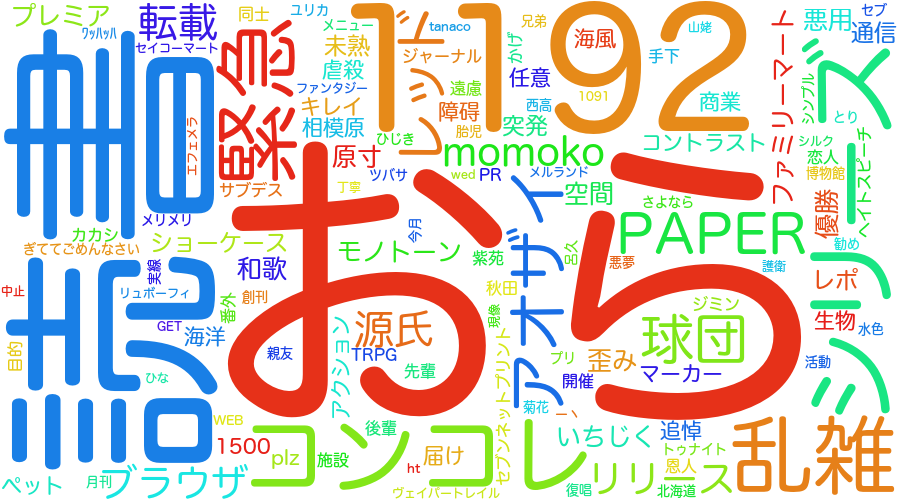 プレミア
ﾜｯﾊｯﾊ
転載
セイコーマート
同士
ユリカ
メニュー
未熟
虐殺
ファンタジー
キレイ
相模原
ドレッド
1192
tanaco
兄弟
ジャーナル
かげ
遠慮
障碍
胎児
任意
西高
突発
海風
1091
手下
山姥
商業
コントラスト
セブ
悪用
通信
シリーズ
シンプル
とり
ファミリーマート
シルク
恋人
博物館
ヘイトスピーチ
緊急
エフェメラ
読書
サブデス
原寸
ひじき
ツバサ
丁寧
momoko
wed
PR
メルランド
空間
さよなら
PAPER
優勝
勧め
護衛
メリメリ
カカシ
ぎててごめんなさい
ショーケース
和歌
モノトーン
今月
紫苑
アオザイ
呂久
悪夢
レポ
中止
実線
リュボーフィ
創刊
番外
GET
海洋
おら
源氏
秋田
現像
ジミン
球団
生物
水色
目的
ひな
親友
TRPG
アクション
先輩
プリ
歪み
開催
マーカー
活動
菊花
セブンネットプリント
WEB
1500
コンコレ
後輩
plz
施設
ht
届け
いちじく
追悼
トゥナイト
恩人
乱雑
ペット
月刊
ブラウザ
ヴェイパートレイル
復唱
リリース
北海道